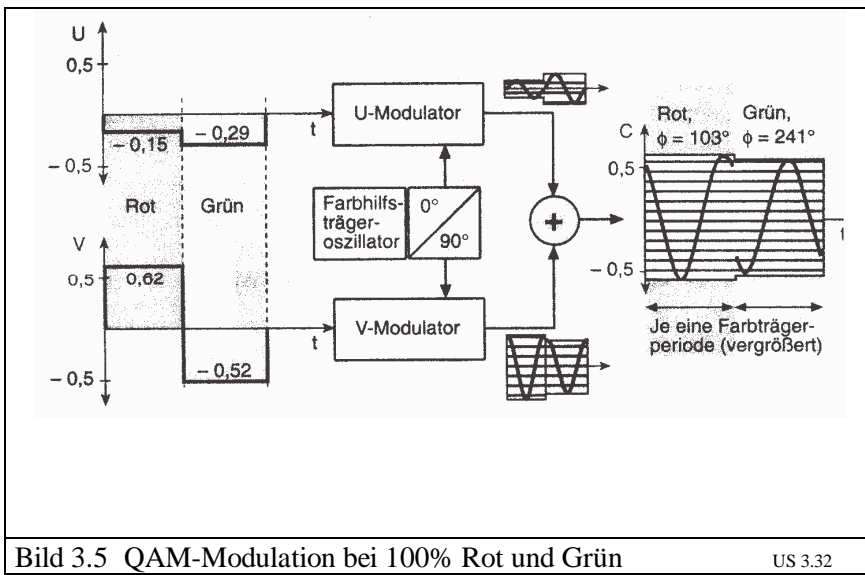 U
0,5
– 0,15
– 0,29
– 0,5
t
Rot
Grün
V
0,5
0,62
– 0,52
– 0,5
t
U-Modulator
Farbhilfs-
träger-
oszillator
0°
90°
V-Modulator
+
C
Rot,
ϕ = 103°
Grün,
ϕ = 241°
0,5
– 0,5
t
Je eine Farbträger-
periode (vergrößert)
Bild 3.5 QAM-Modulation bei 100% Rot und Grün
US 3.32